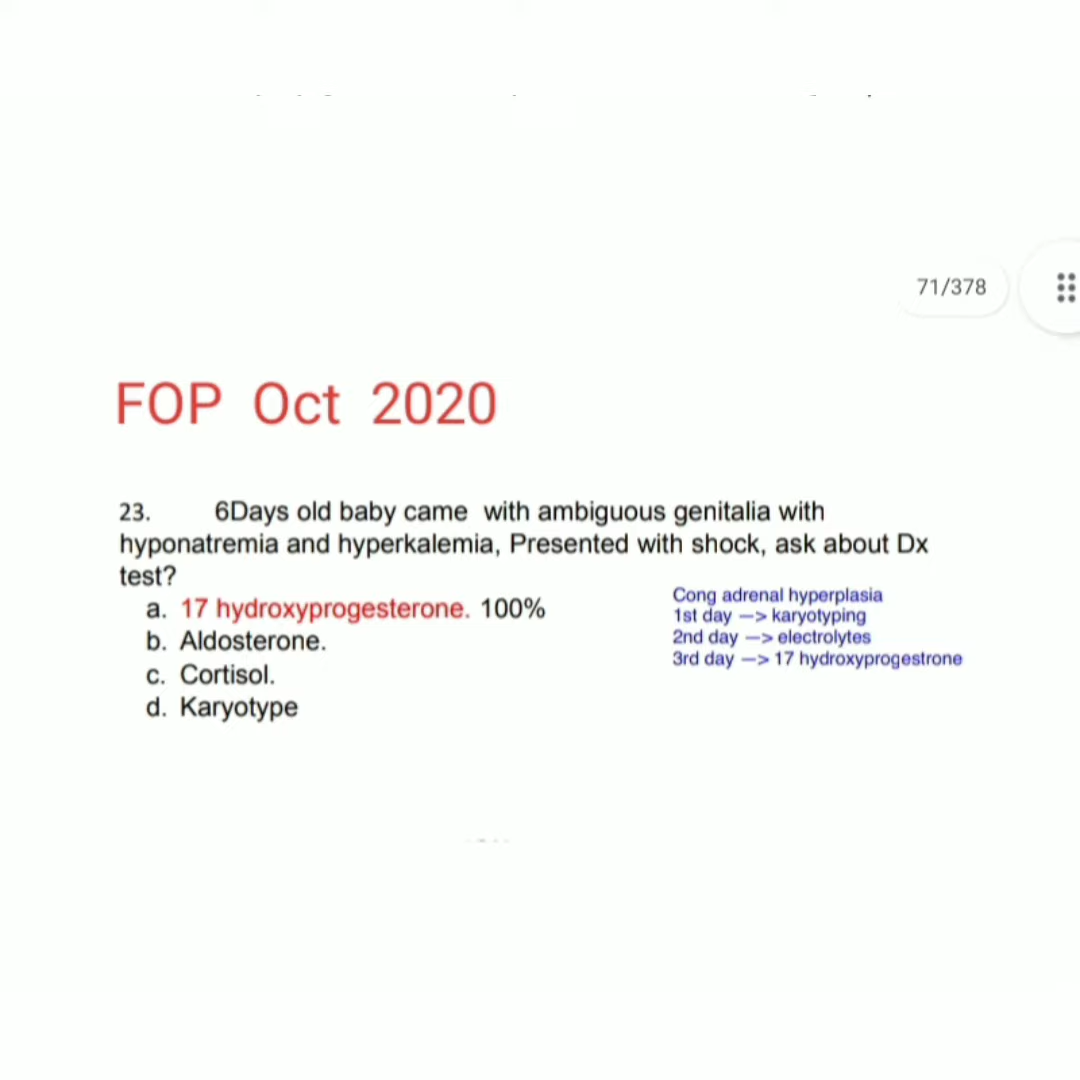 71/378
FOP Oct 2020
23. 6Days old baby came with ambiguous genitalia with
hyponatremia and hyperkalemia, Presented with shock, ask about Dx
test?
a. 17 hydroxyprogesterone. 100%
b. Aldosterone.
c. Cortisol.
d. Karyotype
Cong adrenal hyperplasia
1st day —> karyotyping
2nd day —> electrolytes
3rd day —> 17 hydroxyprogestrone